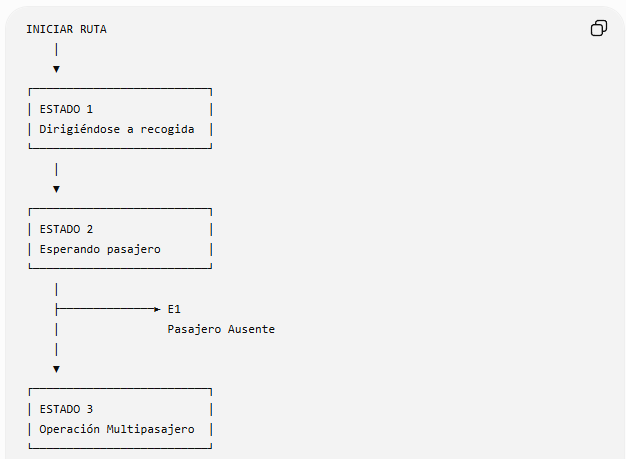 INICIAR RUTA
ESTADO 1
Dirigiéndose a recogida
ESTADO 2
Esperando pasajero
E1
Pasajero Ausente
ESTADO 3
Operación Multipasajero